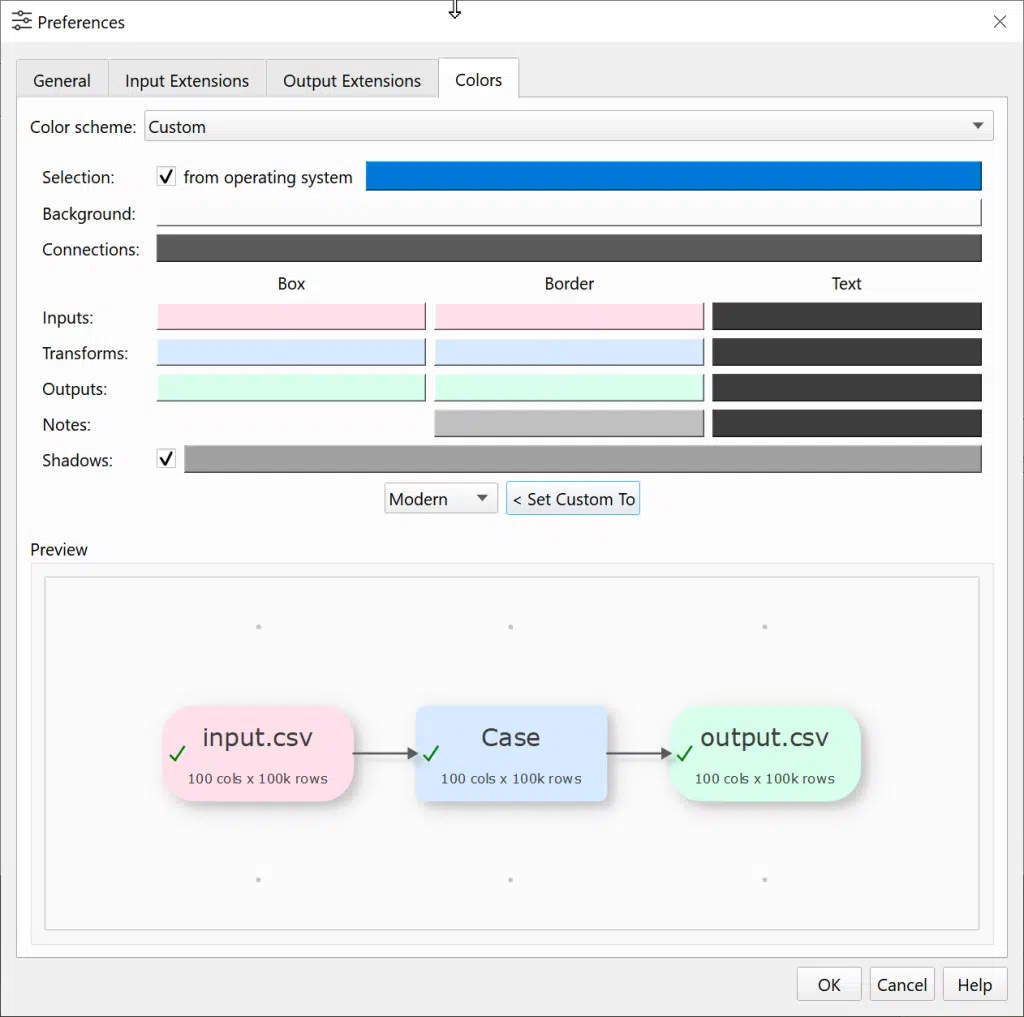 Preferences
General Input Extensions Output Extensions Colors
Color scheme: Custom
Selection: from operating system
Background:
Connections:
Box Border Text
Inputs:
Transforms:
Outputs:
Notes:
Shadows:
Modern < Set Custom To
Preview
input.csv Case output.csv
100 cols x 100k rows 100 cols x 100k rows 100 cols x 100k rows
OK Cancel Help